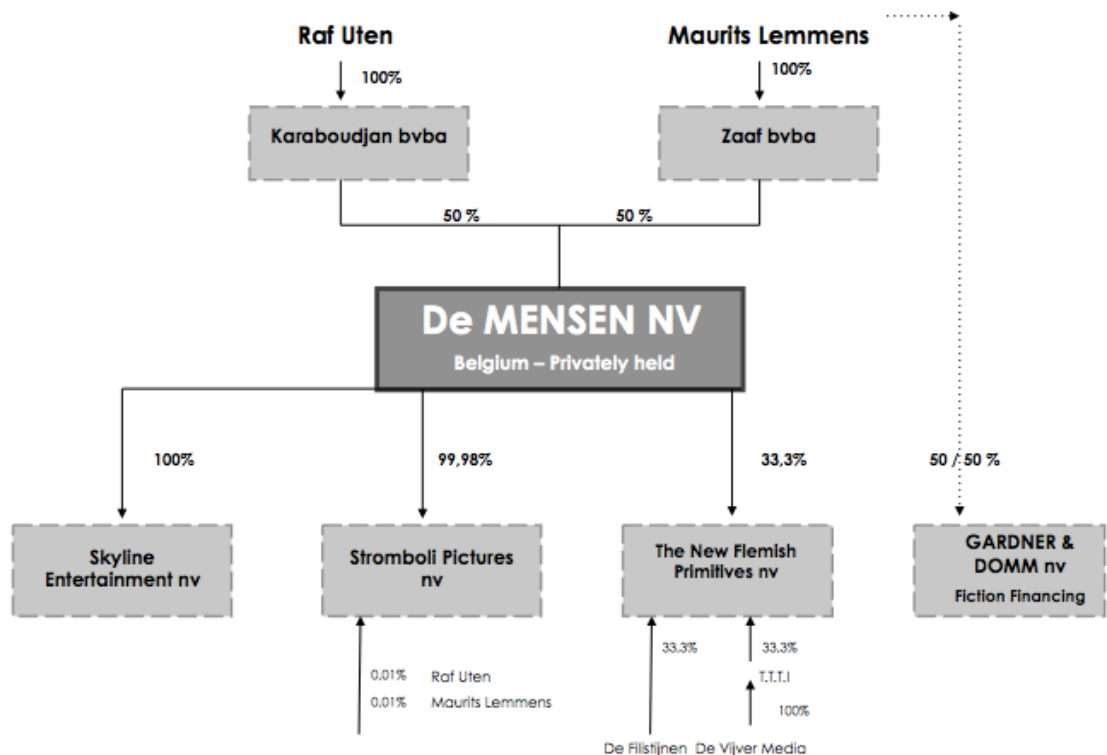 Raf Uten
Maurits Lemmens
100%
100%
Karaboudjan bvba
Zaaf bvba
50 %
50 %
De MENSEN NV
Belgium – Privately held
100%
99,98%
33,3%
50 / 50 %
Skyline
Entertainment nv
Stromboli Pictures
nv
The New Flemish
Primitives nv
GARDNER &
DOMM nv
Fiction Financing
0,01% Raf Uten
0,01% Maurits Lemmens
33,3%
33,3%
T.T.T.I
100%
De Filistijnen De Vijver Media